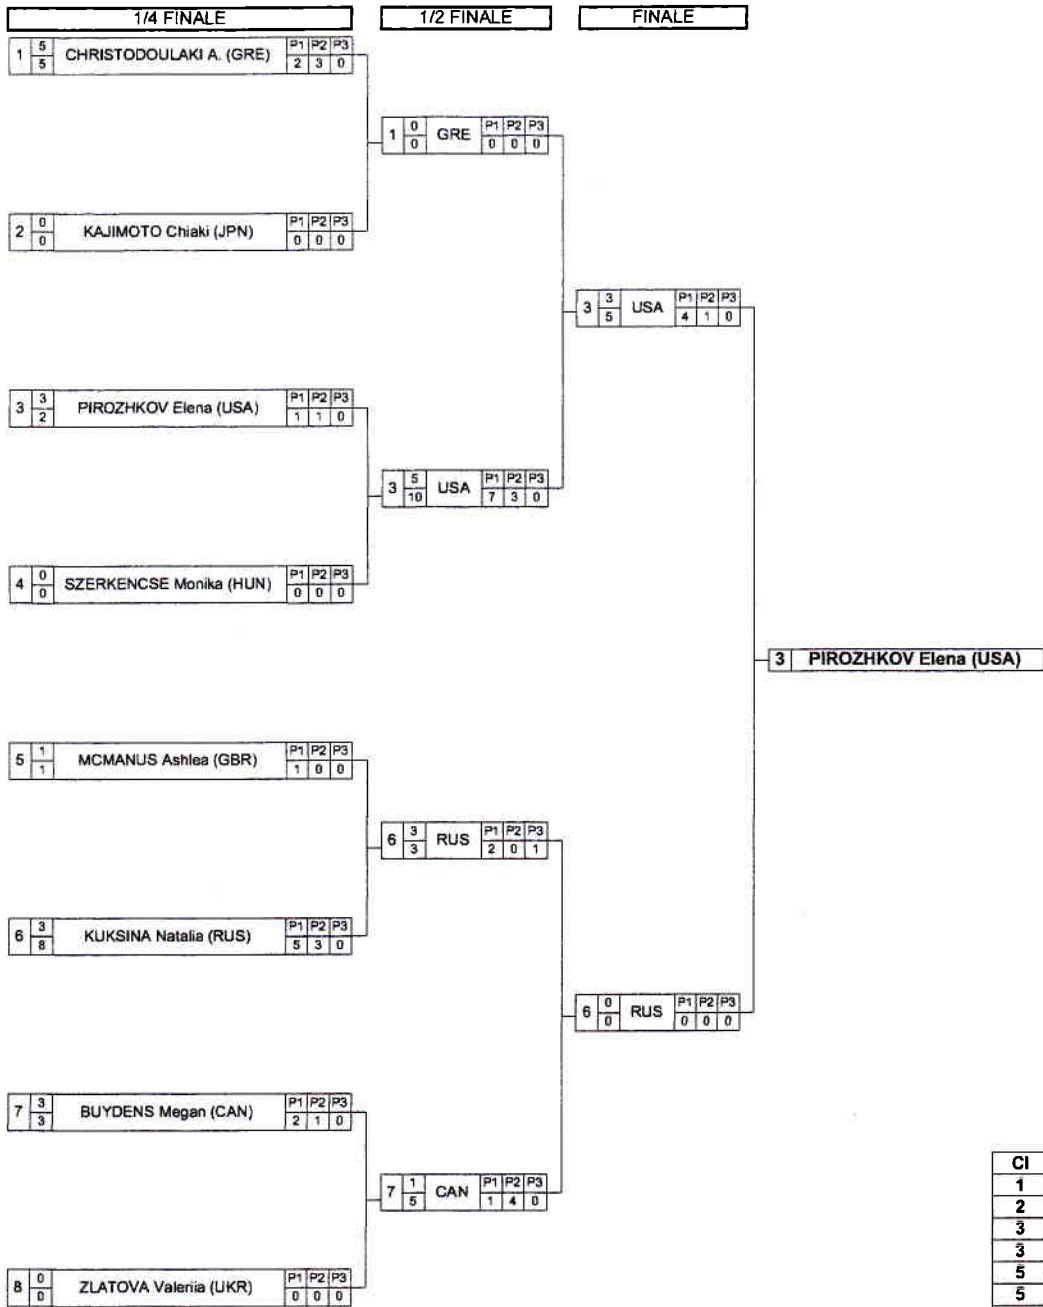 1/4 FINALE 1/2 FINALE FINALE
1 5 CHRISTODOULAKI A. (GRE) P1 P2 P3
5 2 3 0
1 0 GRE P1 P2 P3
0 0 0 0
2 0 KAJIMOTO Chiaki (JPN) P1 P2 P3
0 0 0 0
3 3 USA P1 P2 P3
5 4 1 0
3 3 PIROZHKOV Elena (USA) P1 P2 P3
2 1 1 0
3 5 USA P1 P2 P3
10 7 3 0
4 0 SZERKENCSE Monika (HUN) P1 P2 P3
0 0 0 0
3 PIROZHKOV Elena (USA)
5 1 MCMANUS Ashlea (GBR) P1 P2 P3
1 1 0 0
6 3 RUS P1 P2 P3
3 2 0 1
6 3 KUKSINA Natalia (RUS) P1 P2 P3
8 5 3 0
6 0 RUS P1 P2 P3
0 0 0 0
7 3 BUYDENS Megan (CAN) P1 P2 P3
3 2 1 0
7 1 CAN P1 P2 P3
5 1 4 0
8 0 ZLATOVA Valeriia (UKR) P1 P2 P3
0 0 0 0
Cl
1
2
3
3
5
5